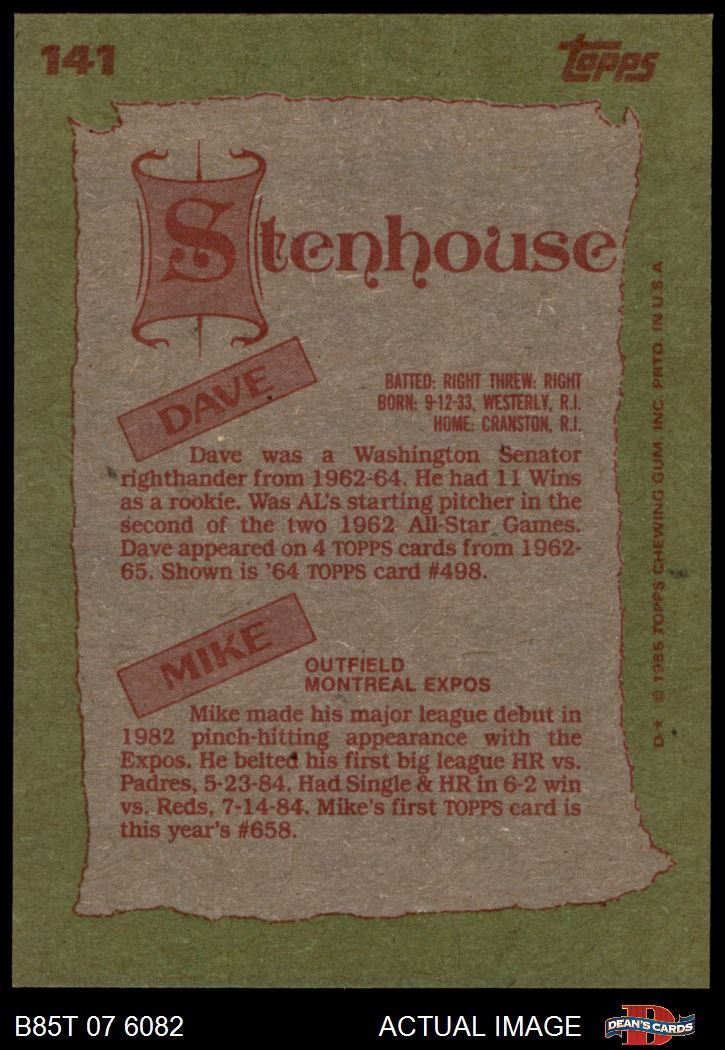 141
Topps
Stenhouse
DAVE
BATTED: RIGHT THREW: RIGHT
BORN: 9-12-33, WESTERLY, R.I.
HOME: CRANSTON, R.I.
Dave was a Washington Senator
righthander from 1962-64. He had 11 Wins
as a rookie. Was AL's starting pitcher in the
second of the two 1962 All-Star Games.
Dave appeared on 4 TOPPS cards from 1962-
65. Shown is '64 TOPPS card #498.
MIKE
OUTFIELD
MONTREAL EXPOS
Mike made his major league debut in
1982 pinch-hitting appearance with the
Expos. He belted his first big league HR vs.
Padres, 5-23-84. Had Single & HR in 6-2 win
vs. Reds, 7-14-84. Mike's first TOPPS card is
this year's #658.
D* © 1985 TOPPS CHEWING GUM, INC. PRTD. IN U.S.A.
B85T 07 6082
ACTUAL IMAGE
D
DEAN'S CARDS